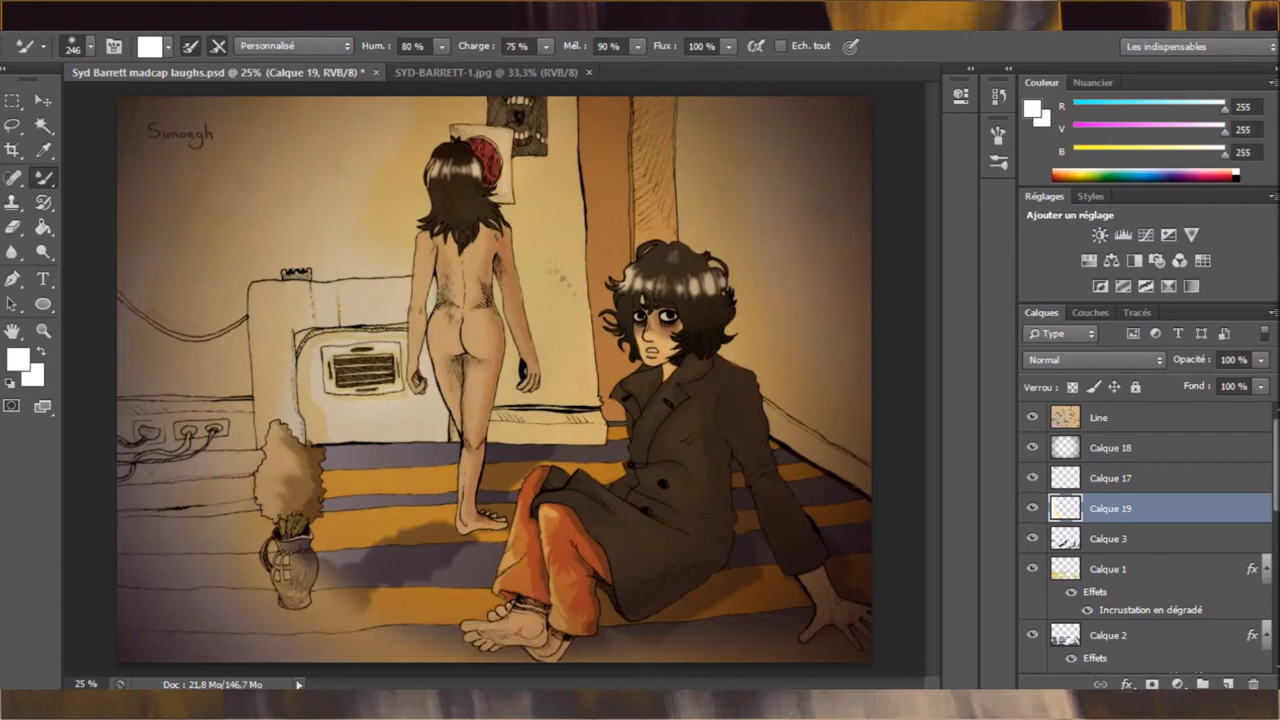 246 Personnalisé Hum. : 80 % Charge : 75 % Mél. : 90 % Flux : 100 % Ech. tout Les indispensables
Syd Barrett madcap laughs.psd @ 25% (Calque 19, RVB/8) * × SYD-BARRETT-1.jpg @ 33,3% (RVB/8) ×
Simorgh
Couleur Nuancier
R 255
V 255
B 255
Réglages Styles
Ajouter un réglage
Calques Couches Tracés
Type
Normal Opacité : 100 %
Verrou : Fond : 100 %
Line
Calque 18
Calque 17
Calque 19
Calque 3
Calque 1 fx
Effets
Incrustation en dégradé
Calque 2 fx
Effets
25 % Doc : 21,8 Mo/146,7 Mo fx